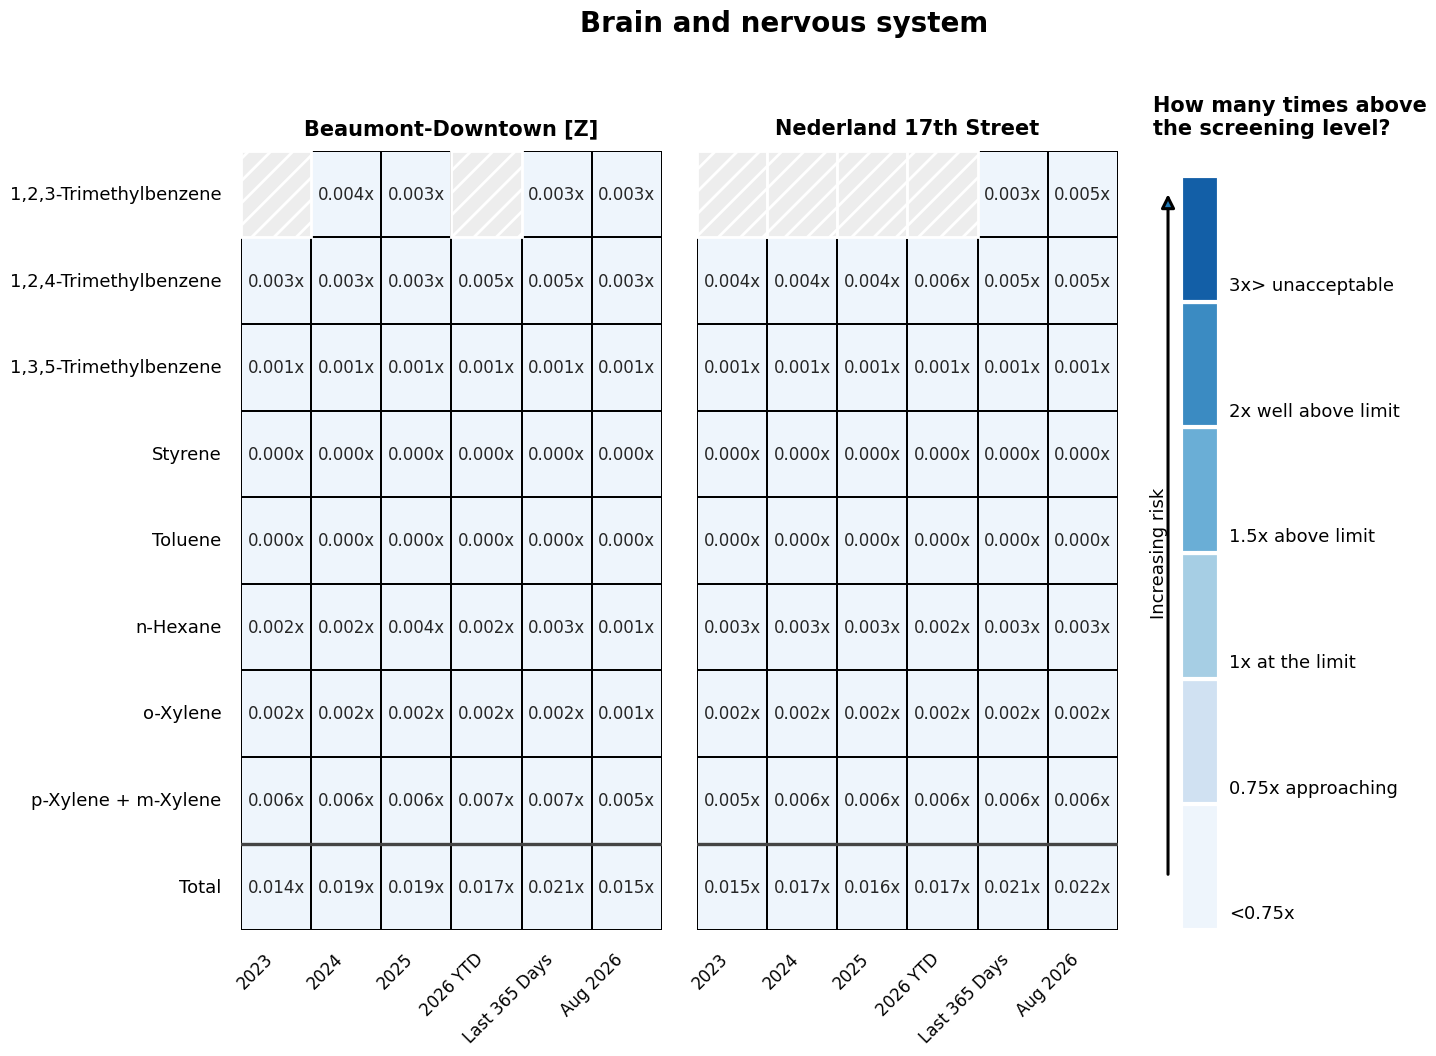 Brain and nervous system
Beaumont-Downtown [Z]
Nederland 17th Street
How many times above
the screening level?
1,2,3-Trimethylbenzene 0.004x 0.003x 0.003x 0.003x 0.003x 0.005x
1,2,4-Trimethylbenzene 0.003x 0.003x 0.003x 0.005x 0.005x 0.003x 0.004x 0.004x 0.004x 0.006x 0.005x 0.005x
1,3,5-Trimethylbenzene 0.001x 0.001x 0.001x 0.001x 0.001x 0.001x 0.001x 0.001x 0.001x 0.001x 0.001x 0.001x
Styrene 0.000x 0.000x 0.000x 0.000x 0.000x 0.000x 0.000x 0.000x 0.000x 0.000x 0.000x 0.000x
Toluene 0.000x 0.000x 0.000x 0.000x 0.000x 0.000x 0.000x 0.000x 0.000x 0.000x 0.000x 0.000x
n-Hexane 0.002x 0.002x 0.004x 0.002x 0.003x 0.001x 0.003x 0.003x 0.003x 0.002x 0.003x 0.003x
o-Xylene 0.002x 0.002x 0.002x 0.002x 0.002x 0.001x 0.002x 0.002x 0.002x 0.002x 0.002x 0.002x
p-Xylene + m-Xylene 0.006x 0.006x 0.006x 0.007x 0.007x 0.005x 0.005x 0.006x 0.006x 0.006x 0.006x 0.006x
Total 0.014x 0.019x 0.019x 0.017x 0.021x 0.015x 0.015x 0.017x 0.016x 0.017x 0.021x 0.022x
2023 2024 2025 2026 YTD Last 365 Days Aug 2026 2023 2024 2025 2026 YTD Last 365 Days Aug 2026
Increasing risk
3x> unacceptable
2x well above limit
1.5x above limit
1x at the limit
0.75x approaching
<0.75x